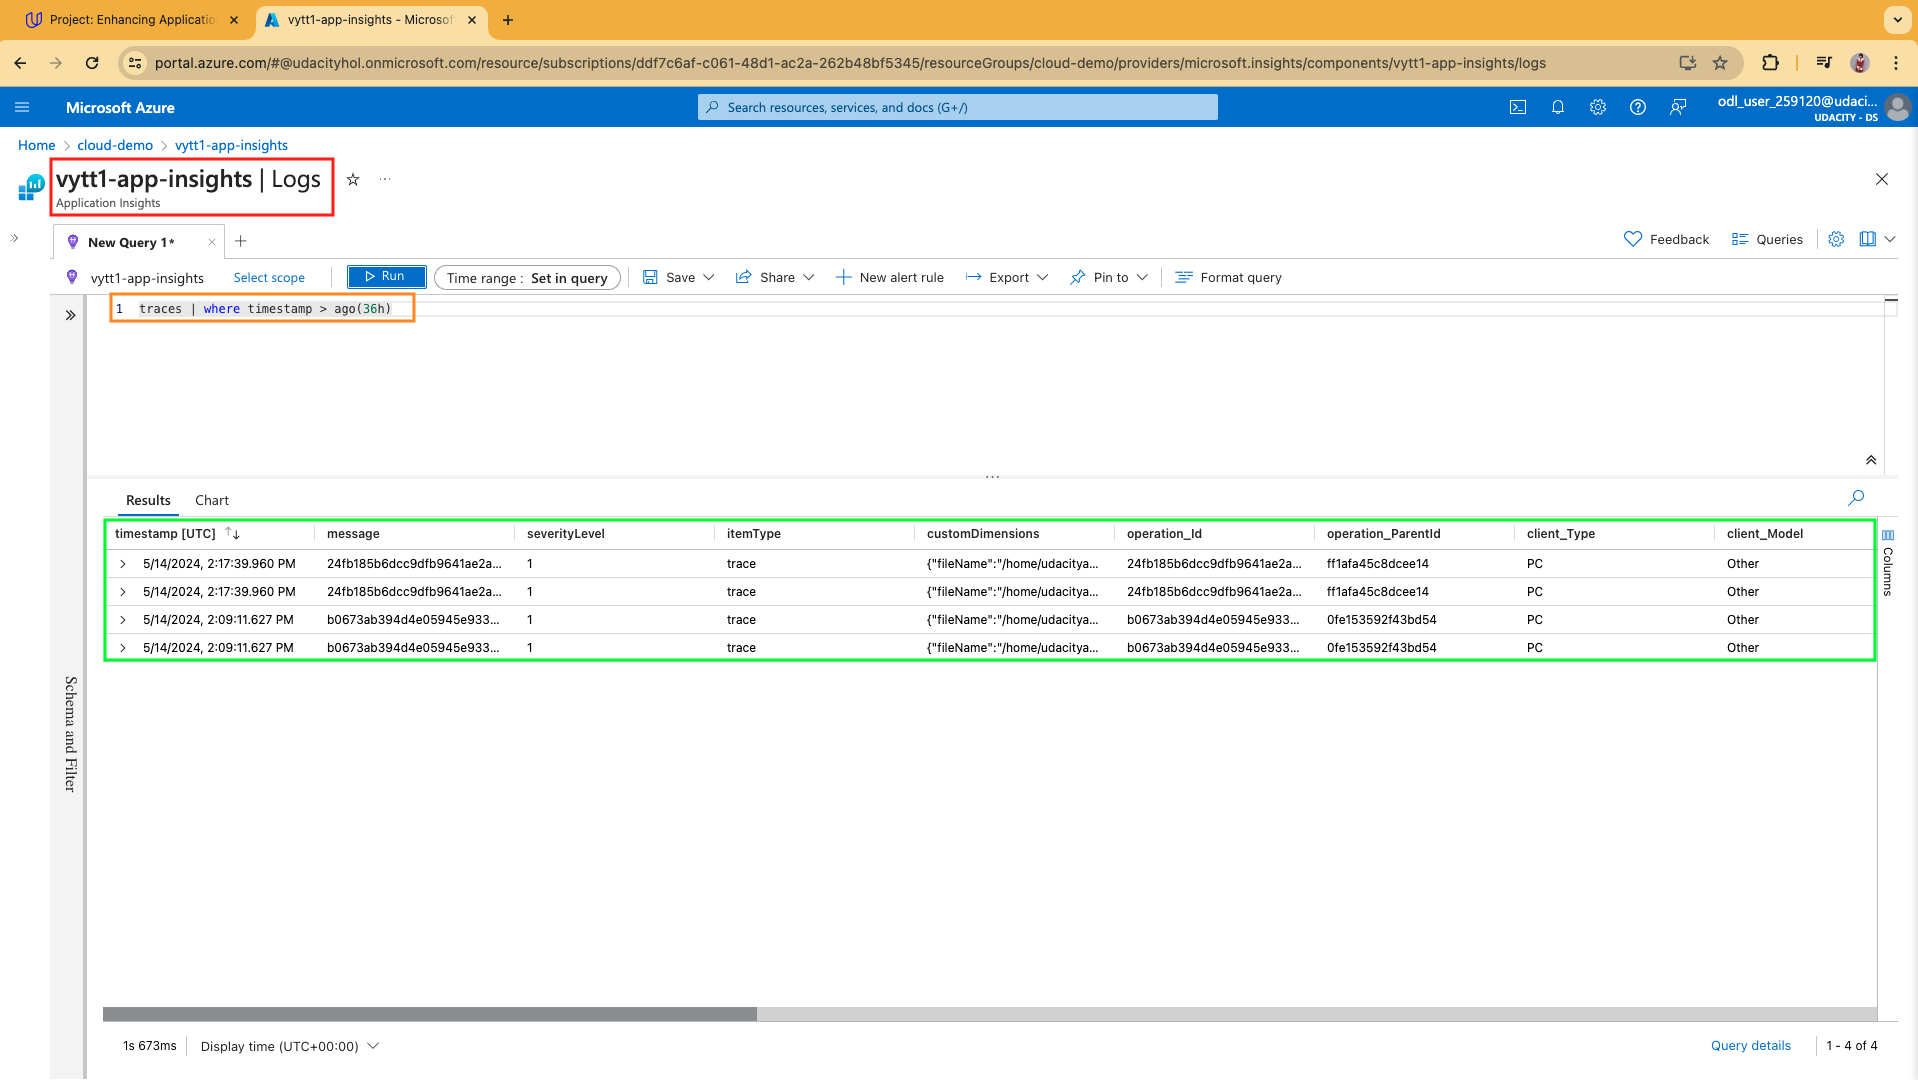 Project: Enhancing Applicatio
vytt1-app-insights - Microsof
portal.azure.com/#@udacityhol.onmicrosoft.com/resource/subscriptions/ddf7c6af-c061-48d1-ac2a-262b48bf5345/resourceGroups/cloud-demo/providers/microsoft.insights/components/vytt1-app-insights/logs
Microsoft Azure
Search resources, services, and docs (G+/)
odl_user_259120@udaci...
UDACITY - DS
Home > cloud-demo > vytt1-app-insights
vytt1-app-insights | Logs
Application Insights
New Query 1*
Feedback
Queries
vytt1-app-insights
Select scope
Run
Time range : Set in query
Save
Share
New alert rule
Export
Pin to
Format query
1 traces | where timestamp > ago(36h)
Schema and Filter
Results
Chart
timestamp [UTC] message severityLevel itemType customDimensions operation_Id operation_ParentId client_Type client_Model
5/14/2024, 2:17:39.960 PM 24fb185b6dcc9dfb9641ae2a... 1 trace {"fileName":"/home/udacitya... 24fb185b6dcc9dfb9641ae2a... ff1afa45c8dcee14 PC Other
5/14/2024, 2:17:39.960 PM 24fb185b6dcc9dfb9641ae2a... 1 trace {"fileName":"/home/udacitya... 24fb185b6dcc9dfb9641ae2a... ff1afa45c8dcee14 PC Other
5/14/2024, 2:09:11.627 PM b0673ab394d4e05945e933... 1 trace {"fileName":"/home/udacitya... b0673ab394d4e05945e933... 0fe153592f43bd54 PC Other
5/14/2024, 2:09:11.627 PM b0673ab394d4e05945e933... 1 trace {"fileName":"/home/udacitya... b0673ab394d4e05945e933... 0fe153592f43bd54 PC Other
Columns
1s 673ms
Display time (UTC+00:00)
Query details
1 - 4 of 4